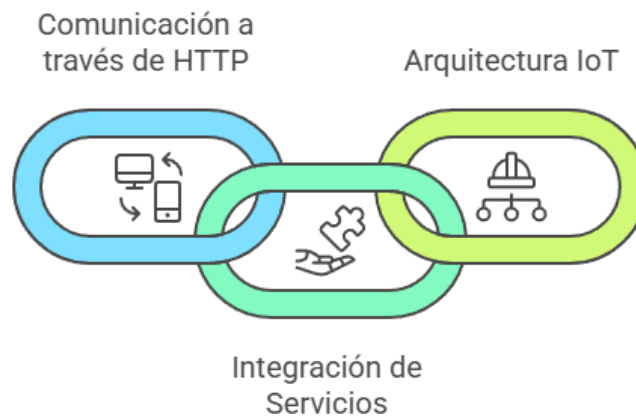 Comunicación a
través de HTTP
Arquitectura IoT
Integración de
Servicios